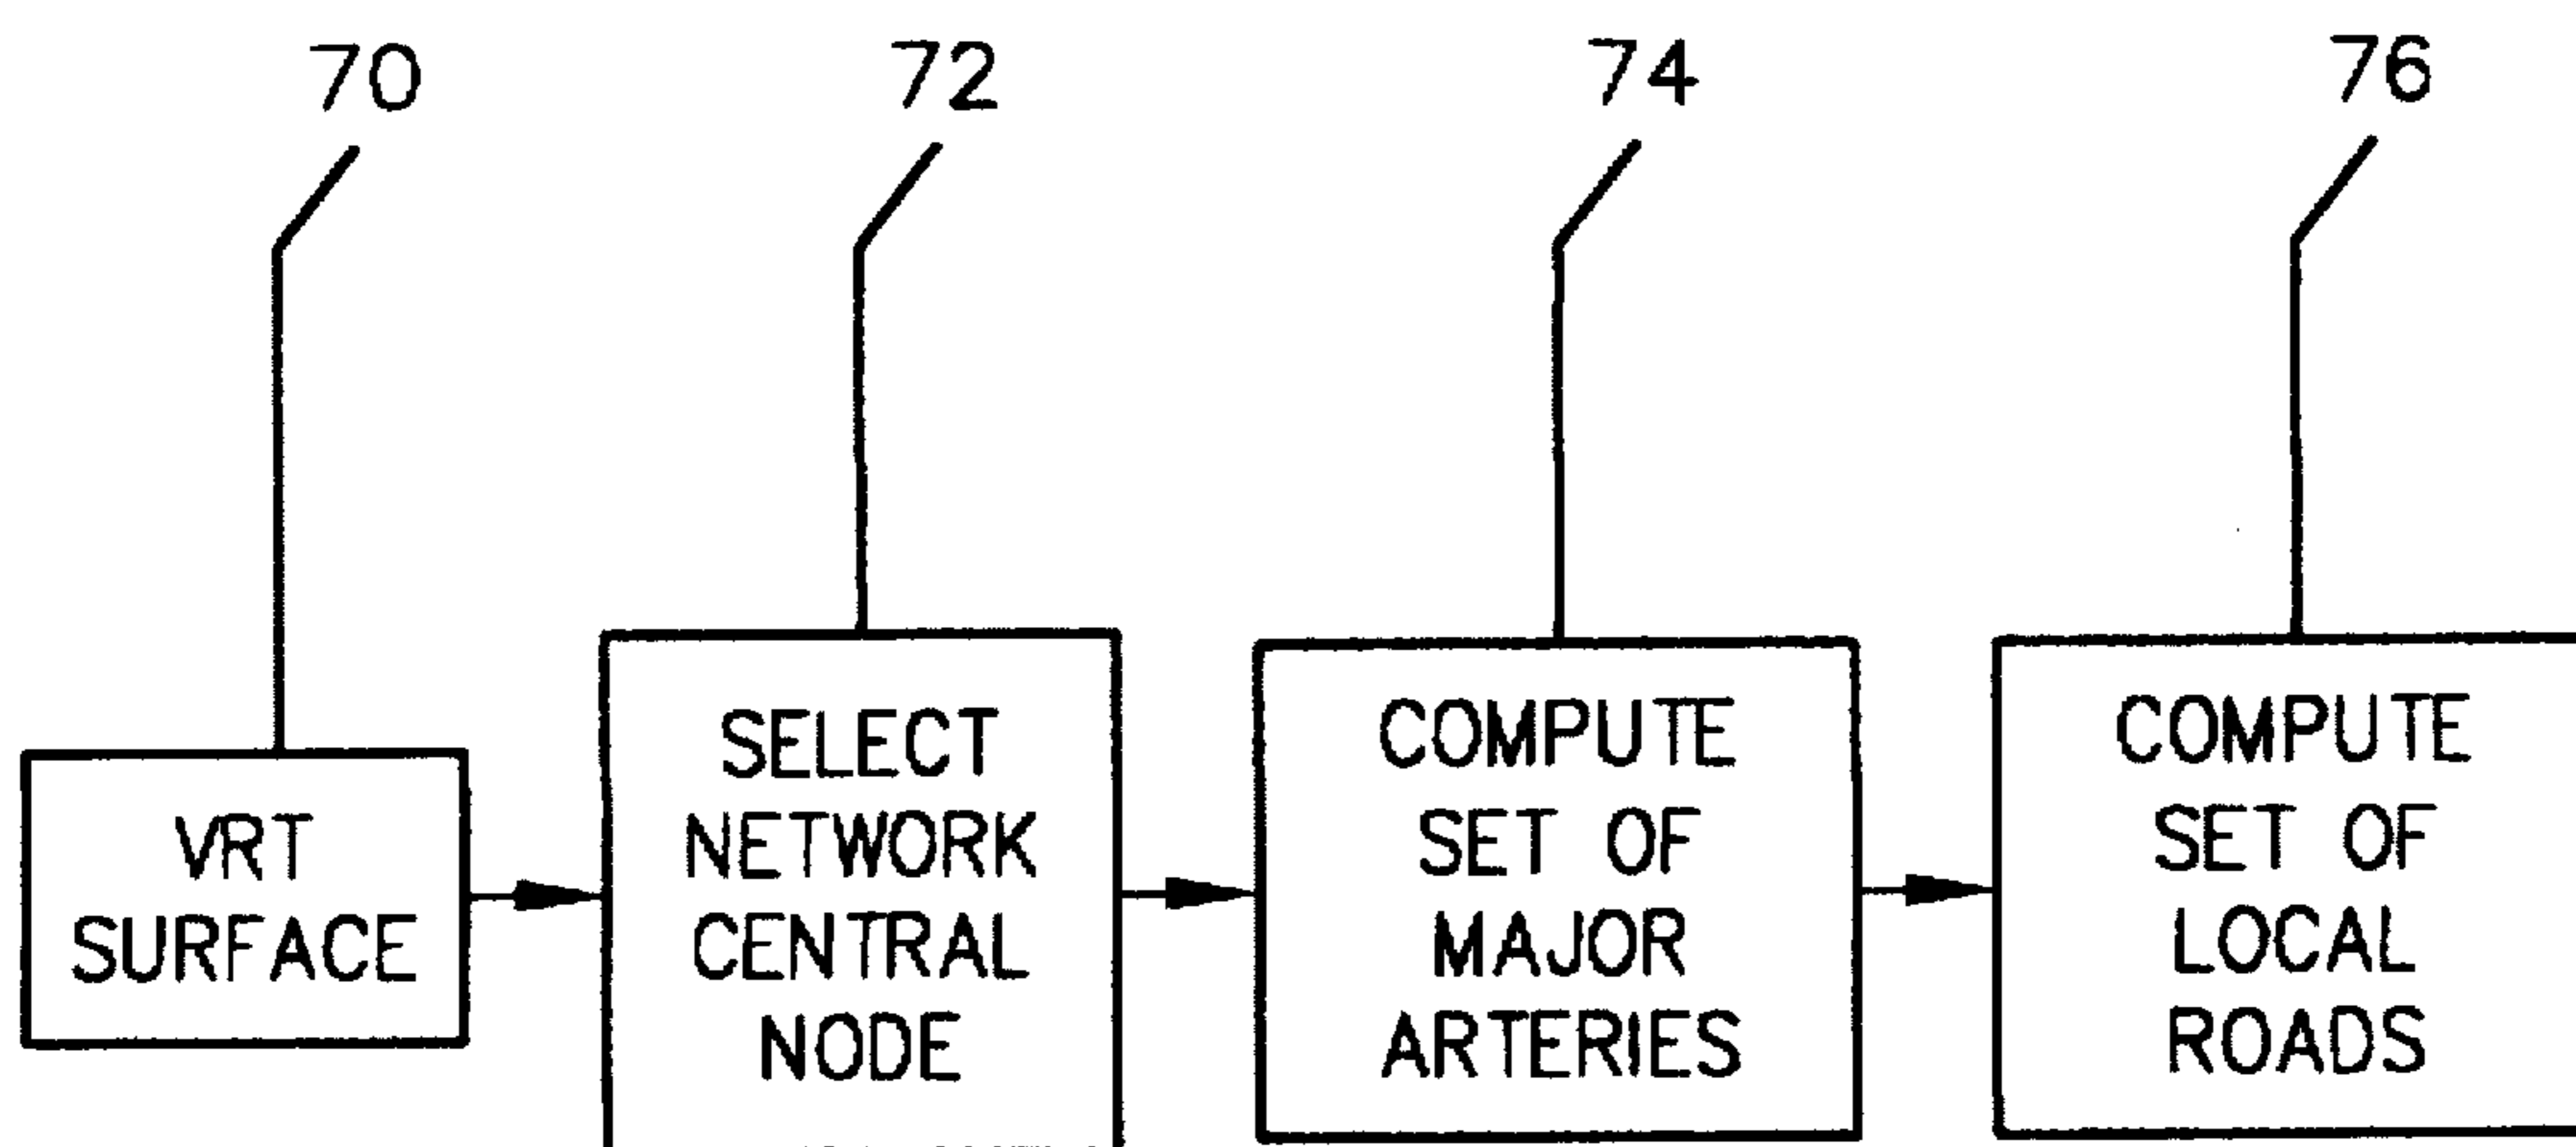 70
72
74
76
VRT
SURFACE
SELECT
NETWORK
CENTRAL
NODE
COMPUTE
SET OF
MAJOR
ARTERIES
COMPUTE
SET OF
LOCAL
ROADS